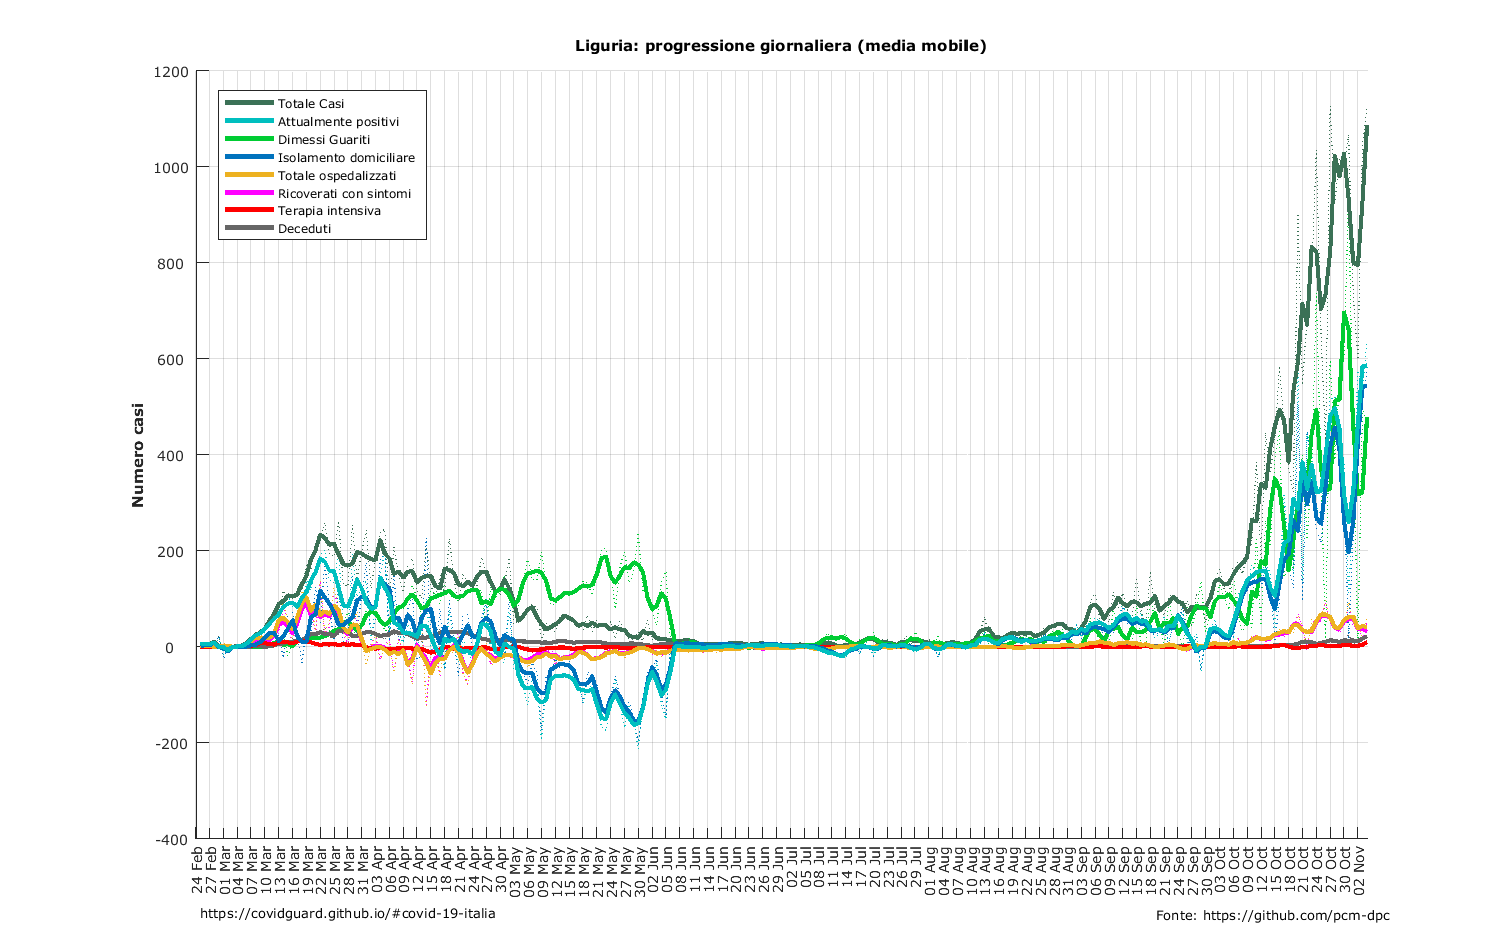 Liguria: progressione giornaliera (media mobile)
1200
1000
800
600
400
200
0
-200
-400
Numero casi
Totale Casi
Attualmente positivi
Dimessi Guariti
Isolamento domiciliare
Totale ospedalizzati
Ricoverati con sintomi
Terapia intensiva
Deceduti
24 Feb
27 Feb
01 Mar
04 Mar
07 Mar
10 Mar
13 Mar
16 Mar
19 Mar
22 Mar
25 Mar
28 Mar
31 Mar
03 Apr
06 Apr
09 Apr
12 Apr
15 Apr
18 Apr
21 Apr
24 Apr
27 Apr
30 Apr
03 May
06 May
09 May
12 May
15 May
18 May
21 May
24 May
27 May
30 May
02 Jun
05 Jun
08 Jun
11 Jun
14 Jun
17 Jun
20 Jun
23 Jun
26 Jun
29 Jun
02 Jul
05 Jul
08 Jul
11 Jul
14 Jul
17 Jul
20 Jul
23 Jul
26 Jul
29 Jul
01 Aug
04 Aug
07 Aug
10 Aug
13 Aug
16 Aug
19 Aug
22 Aug
25 Aug
28 Aug
31 Aug
03 Sep
06 Sep
09 Sep
12 Sep
15 Sep
18 Sep
21 Sep
24 Sep
27 Sep
30 Sep
03 Oct
06 Oct
09 Oct
12 Oct
15 Oct
18 Oct
21 Oct
24 Oct
27 Oct
30 Oct
02 Nov
https://covidguard.github.io/#covid-19-italia
Fonte: https://github.com/pcm-dpc